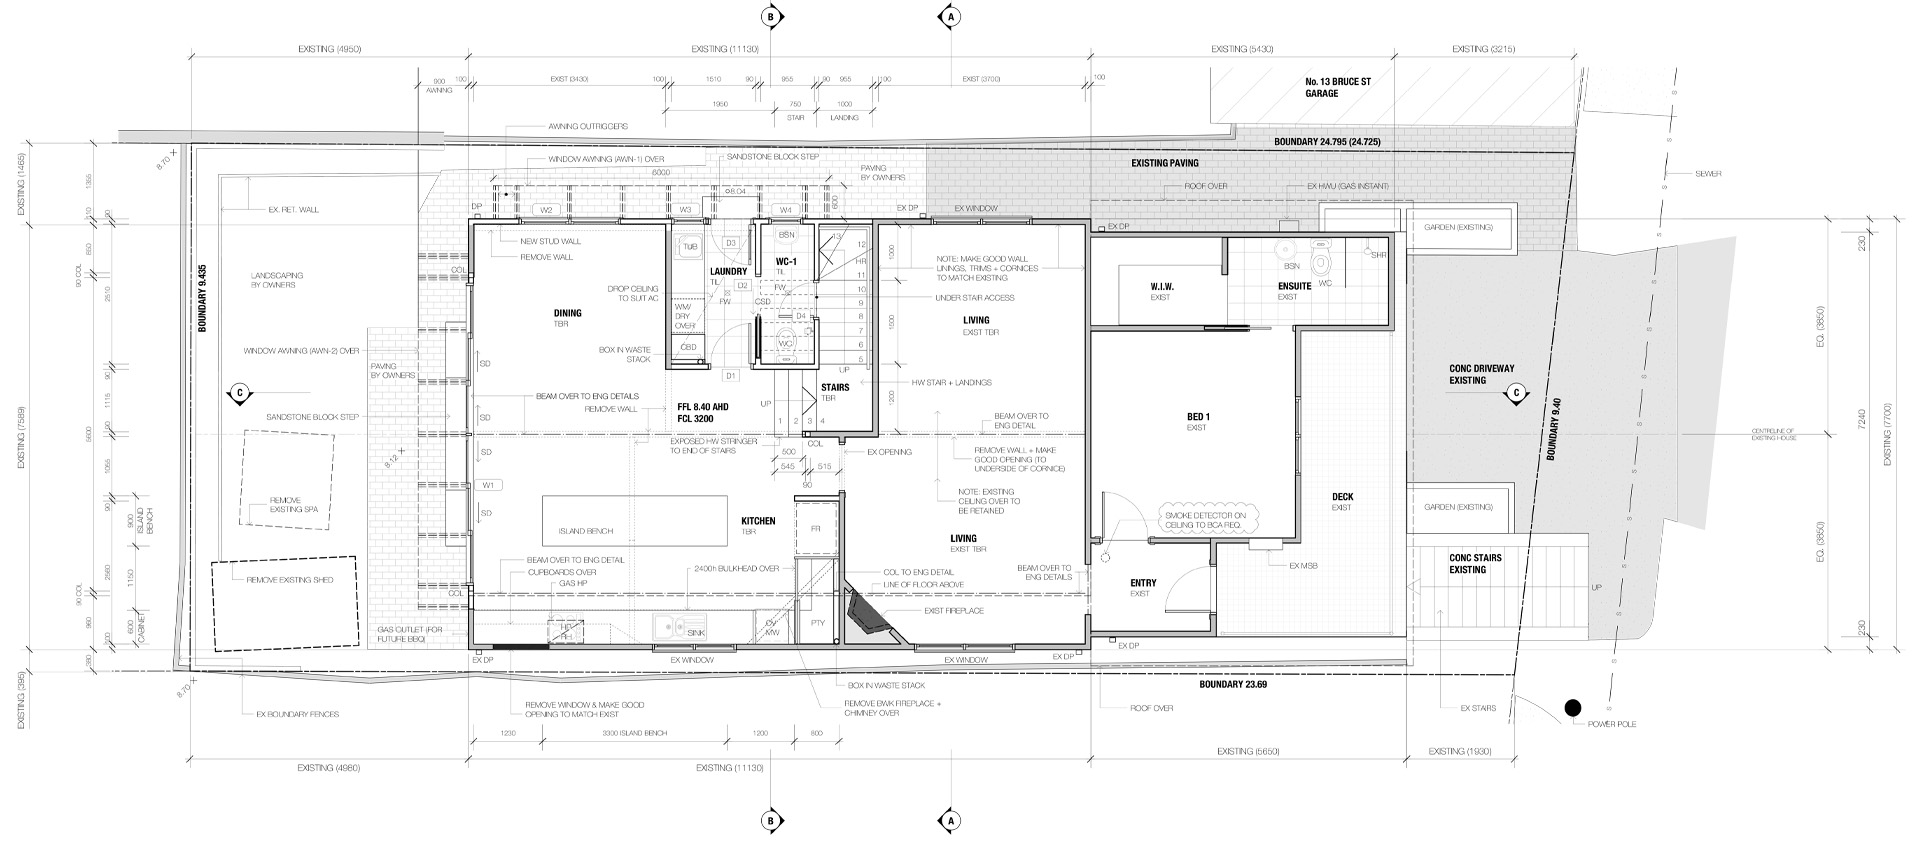 B
A
EXISTING (4950)
EXISTING (11130)
EXISTING (5430)
EXISTING (3215)
900
AWNING
100
EXIST (3430)
100
1510
90
955
90
955
100
EXIST (3700)
100
No. 13 BRUCE ST
GARAGE
1950
750
STAIR
1000
LANDING
AWNING OUTRIGGERS
BOUNDARY 24.795 (24.725)
WINDOW AWNING (AWN-1) OVER
SANDSTONE BLOCK STEP
EXISTING PAVING
8.70
6000
PAVING
BY OWNERS
SEWER
ROOF OVER
EX HWU (GAS INSTANT)
600
EX. RET. WALL
DP
W2
W3
W4
EX DP
EX WINDOW
EX DP
GARDEN (EXISTING)
NEW STUD WALL
REMOVE WALL
TUB
D3
BSN
13
12
HR
11
10
9
8
7
6
5
COL
LAUNDRY
TIL
WC-1
TIL
NOTE: MAKE GOOD WALL
LININGS, TRIMS + CORNICES
TO MATCH EXISTING
BSN
WC
SHR
LANDSCAPING
BY OWNERS
DROP CEILING
TO SUIT AC
D2
FW
FW
CSD
UNDER STAIR ACCESS
W.I.W.
EXIST
ENSUITE
EXIST
DINING
TBR
WM/
DRY
OVER
D4
LIVING
EXIST TBR
WINDOW AWNING (AWN-2) OVER
BOX IN WASTE
STACK
CBD
WC
SD
PAVING
BY OWNERS
D1
UP
HW STAIR + LANDINGS
STAIRS
TBR
CONC DRIVEWAY
EXISTING
C
C
BEAM OVER TO ENG DETAILS
REMOVE WALL
FFL 8.40 AHD
FCL 3200
UP
1
2
3
4
SANDSTONE BLOCK STEP
SD
BEAM OVER TO
ENG DETAIL
BED 1
EXIST
CENTRELINE OF
EXISTING HOUSE
EXPOSED HW STRINGER
TO END OF STAIRS
COL
EX OPENING
500
545
515
90
REMOVE WALL + MAKE
GOOD OPENING (TO
UNDERSIDE OF CORNICE)
8.12
SD
W1
SD
REMOVE
EXISTING SPA
NOTE: EXISTING
CEILING OVER TO
BE RETAINED
DECK
EXIST
GARDEN (EXISTING)
ISLAND BENCH
KITCHEN
TBR
FR
SMOKE DETECTOR ON
CEILING TO BCA REQ.
LIVING
EXIST TBR
BEAM OVER TO ENG DETAIL
CUPBOARDS OVER
GAS HP
2400h BULKHEAD OVER
COL TO ENG DETAIL
LINE OF FLOOR ABOVE
BEAM OVER TO
ENG DETAILS
EX MSB
CONC STAIRS
EXISTING
UP
REMOVE EXISTING SHED
COL
ENTRY
EXIST
EXIST FIREPLACE
GAS OUTLET (FOR
FUTURE BBQ)
HP
RH
SINK
OV
MW
PTY
EX DP
EX WINDOW
EX WINDOW
EX DP
EX DP
8.70
BOUNDARY 23.69
BOX IN WASTE STACK
REMOVE BWK FIREPLACE +
CHIMNEY OVER
EX BOUNDARY FENCES
REMOVE WINDOW & MAKE GOOD
OPENING TO MATCH EXIST
ROOF OVER
EX STAIRS
POWER POLE
1230
3300 ISLAND BENCH
1200
800
EXISTING (4980)
EXISTING (11130)
EXISTING (5650)
EXISTING (1930)
B
A
EXISTING (1465)
EXISTING (7589)
EXISTING (395)
1355
510
90
850
90 COL
2510
90
1115
90
5600
1055
90
2560
90 COL
960
380
900
ISLAND
BENCH
1150
600
CABINET
BOUNDARY 9.435
1000
1500
1200
BOUNDARY 9.40
EQ. (3850)
EQ. (3850)
230
7240
230
EXISTING (7700)